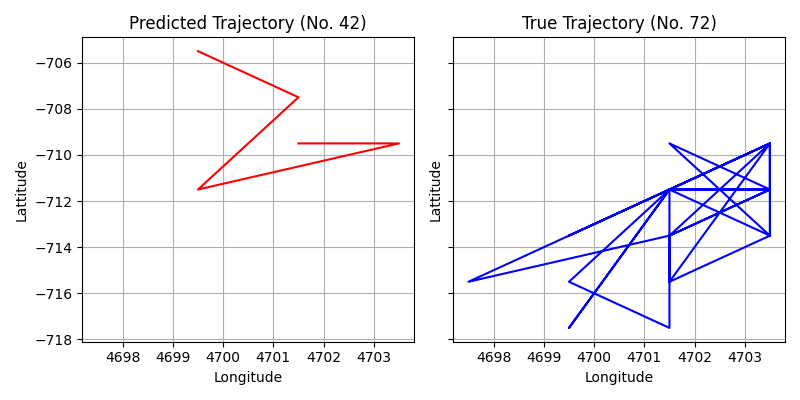 Predicted Trajectory (No. 42)
True Trajectory (No. 72)
Lattitude
−706
−708
−710
−712
−714
−716
−718
4698 4699 4700 4701 4702 4703
Longitude
Lattitude
4698 4699 4700 4701 4702 4703
Longitude